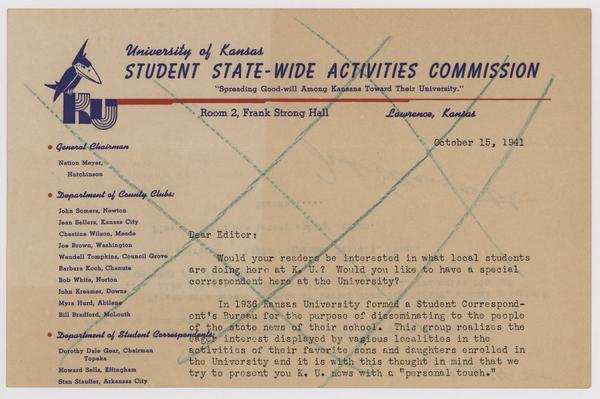 University of Kansas
STUDENT STATE-WIDE ACTIVITIES COMMISSION
"Spreading Good-will Among Kansans Toward Their University."
KU
Room 2, Frank Strong Hall
Lawrence, Kansas
October 15, 1941
General Chairman
Nation Meyer,
Hutchinson
Department of County Clubs:
John Somers, Newton
Jean Sellers, Kansas City
Chestine Wilson, Meade
Joe Brown, Washington
Wendell Tompkins, Council Grove
Barbara Koch, Chanute
Bob White, Norton
John Kreamer, Downs
Myra Hurd, Abilene
Bill Bradford, McLouth
Department of Student Correspondents:
Dorothy Dale Gear, Chairman
Topeka
Howard Sells, Effingham
Stan Stauffer, Arkansas City
Dear Editor:
Would your readers be interested in what local students
are doing here at K. U.? Would you like to have a special
correspondent here at the University?
In 1936 Kansas University formed a Student Correspond-
ent's Bureau for the purpose of disseminating to the people
of the state news of their school. This group realizes the
eager interest displayed by various localities in the
activities of their favorite sons and daughters enrolled in
the University and it is with this thought in mind that we
try to present you K. U. news with a "personal touch."